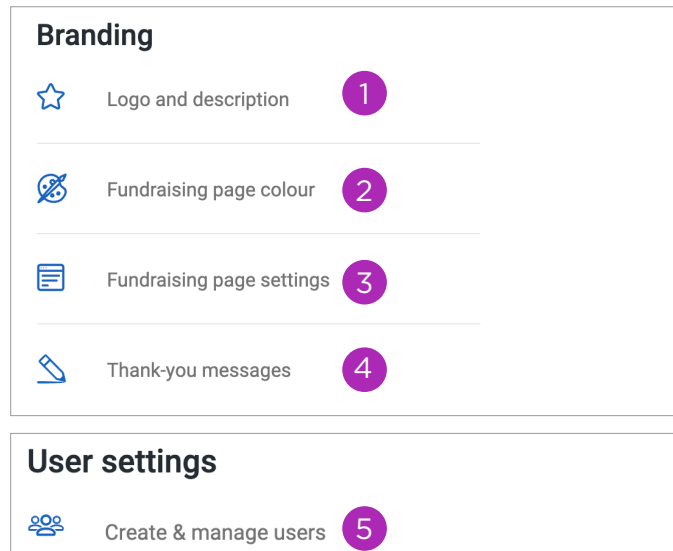 Branding
Logo and description 1
Fundraising page colour 2
Fundraising page settings 3
Thank-you messages 4
User settings
Create & manage users 5